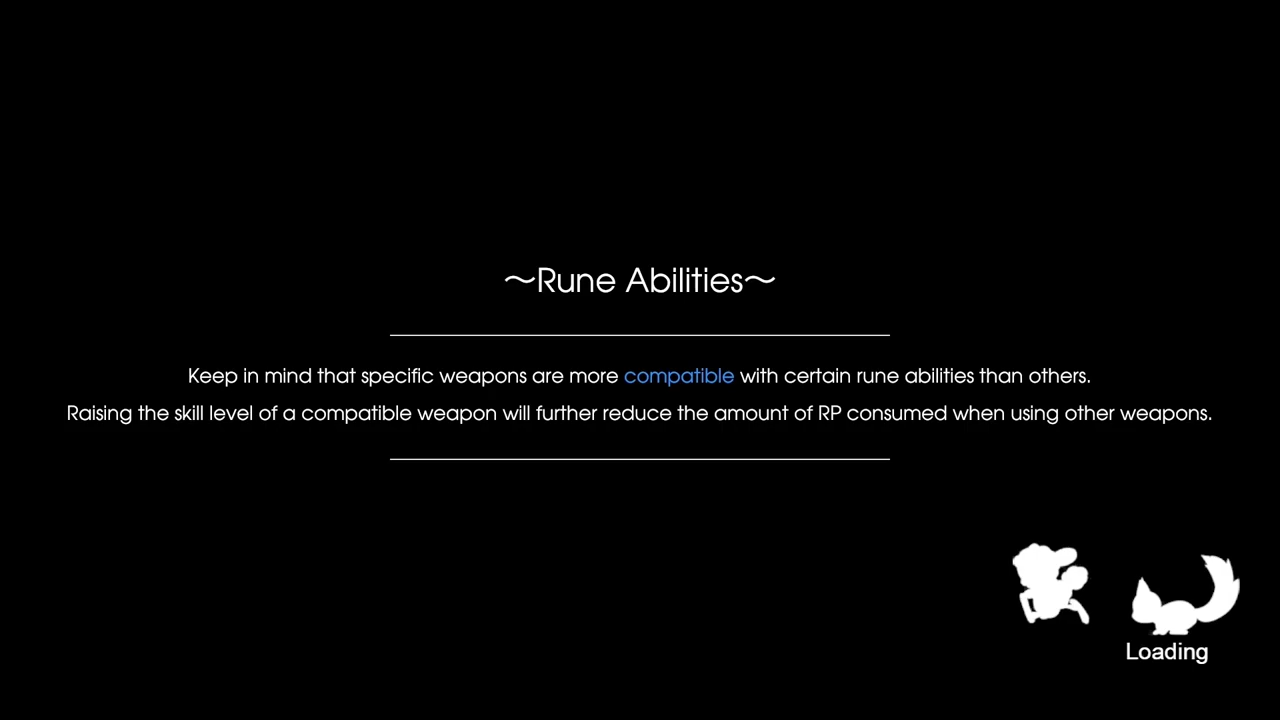 ～Rune Abilities～
Keep in mind that specific weapons are more compatible with certain rune abilities than others.
Raising the skill level of a compatible weapon will further reduce the amount of RP consumed when using other weapons.
Loading